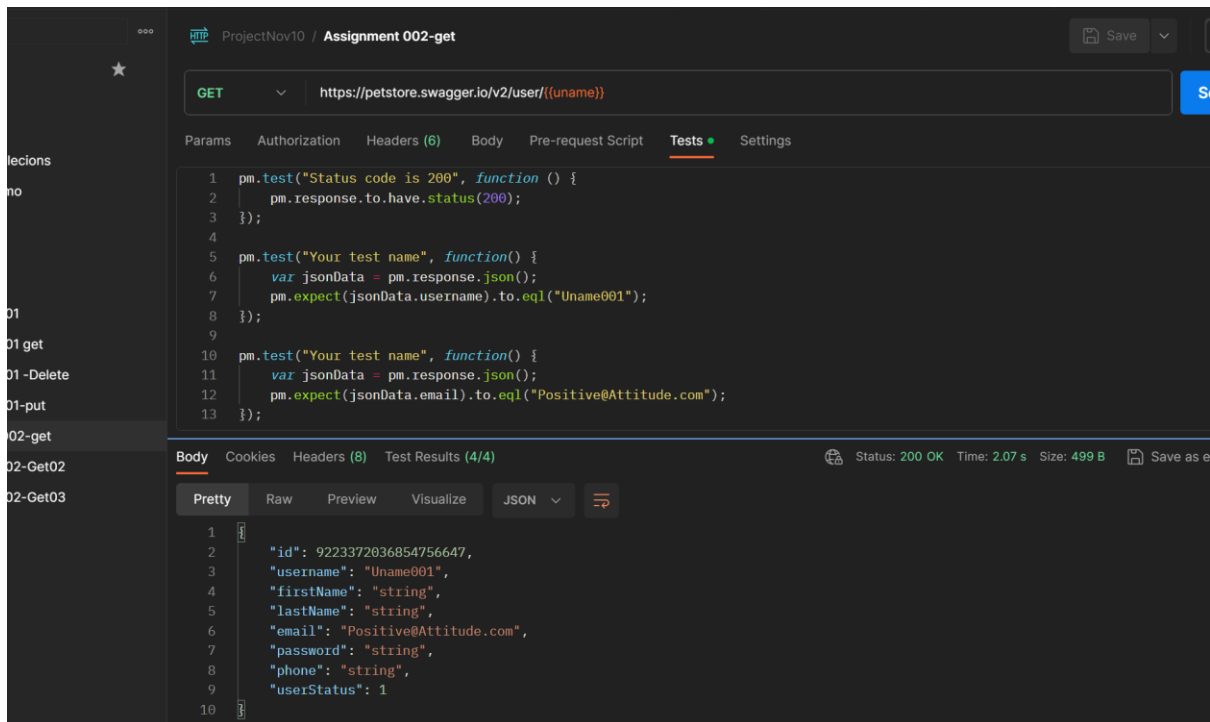 ooo
HTTP ProjectNov10 / Assignment 002-get
Save
GET https://petstore.swagger.io/v2/user/{{uname}}
Params Authorization Headers (6) Body Pre-request Script Tests Settings
lecions
mo
01
01 get
01 -Delete
01-put
002-get
02-Get02
02-Get03
1 pm.test("Status code is 200", function () {
2 pm.response.to.have.status(200);
3 });
4
5 pm.test("Your test name", function() {
6 var jsonData = pm.response.json();
7 pm.expect(jsonData.username).to.eql("Uname001");
8 });
9
10 pm.test("Your test name", function() {
11 var jsonData = pm.response.json();
12 pm.expect(jsonData.email).to.eql("Positive@Attitude.com");
13 });
Body Cookies Headers (8) Test Results (4/4) Status: 200 OK Time: 2.07 s Size: 499 B Save as e
Pretty Raw Preview Visualize JSON
1 {
2 "id": 9223372036854756647,
3 "username": "Uname001",
4 "firstName": "string",
5 "lastName": "string",
6 "email": "Positive@Attitude.com",
7 "password": "string",
8 "phone": "string",
9 "userStatus": 1
10 }